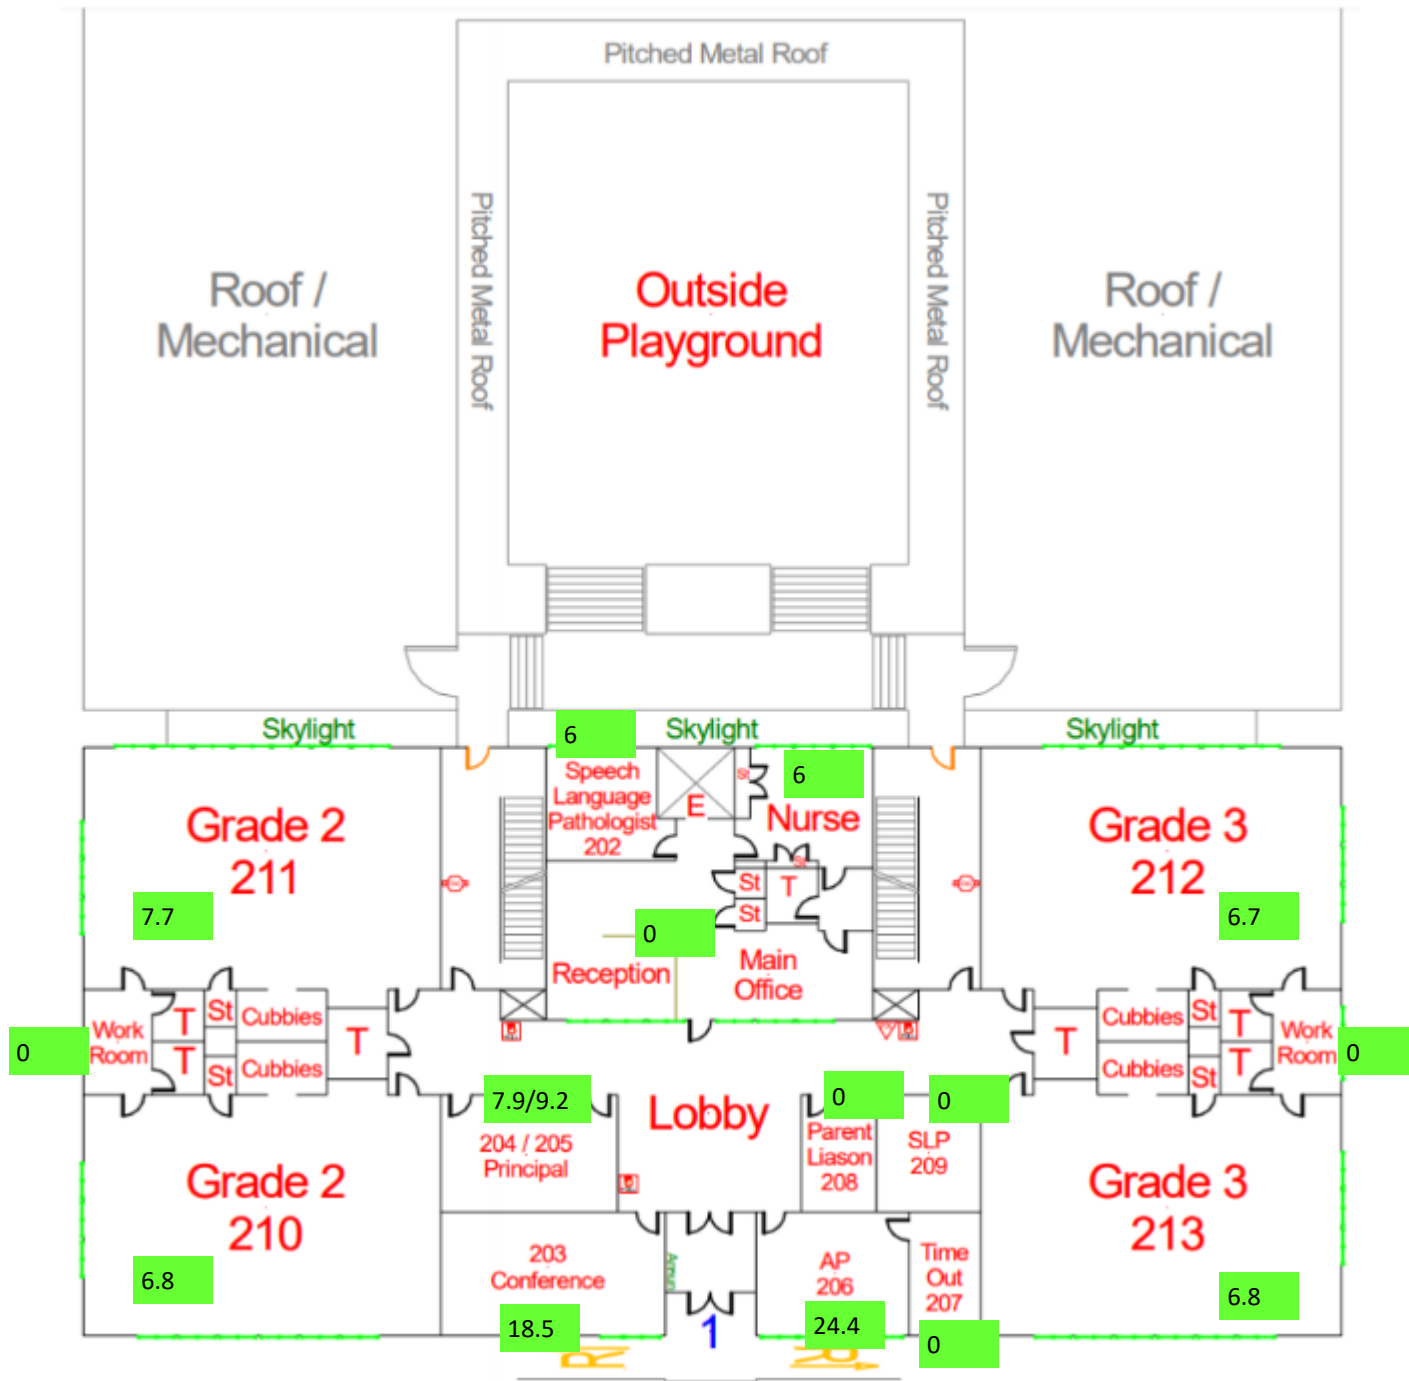 Pitched Metal Roof
Pitched Metal Roof
Pitched Metal Roof
Roof /
Mechanical
Outside
Playground
Roof /
Mechanical
Skylight
6
Skylight
Skylight
Speech
Language
Pathologist
202
E
St
6
Nurse
Grade 2
211
7.7
Grade 3
212
6.7
St
St
T
St
0
Reception
Main
Office
Work
Room
0
T
T
St
St
Cubbies
Cubbies
T
T
Cubbies
Cubbies
St
St
T
T
Work
Room
0
7.9/9.2
204 / 205
Principal
Lobby
0
Parent
Liason
208
0
SLP
209
Grade 2
210
6.8
203
Conference
18.5
1
AP
206
24.4
Time
Out
207
0
Grade 3
213
6.8